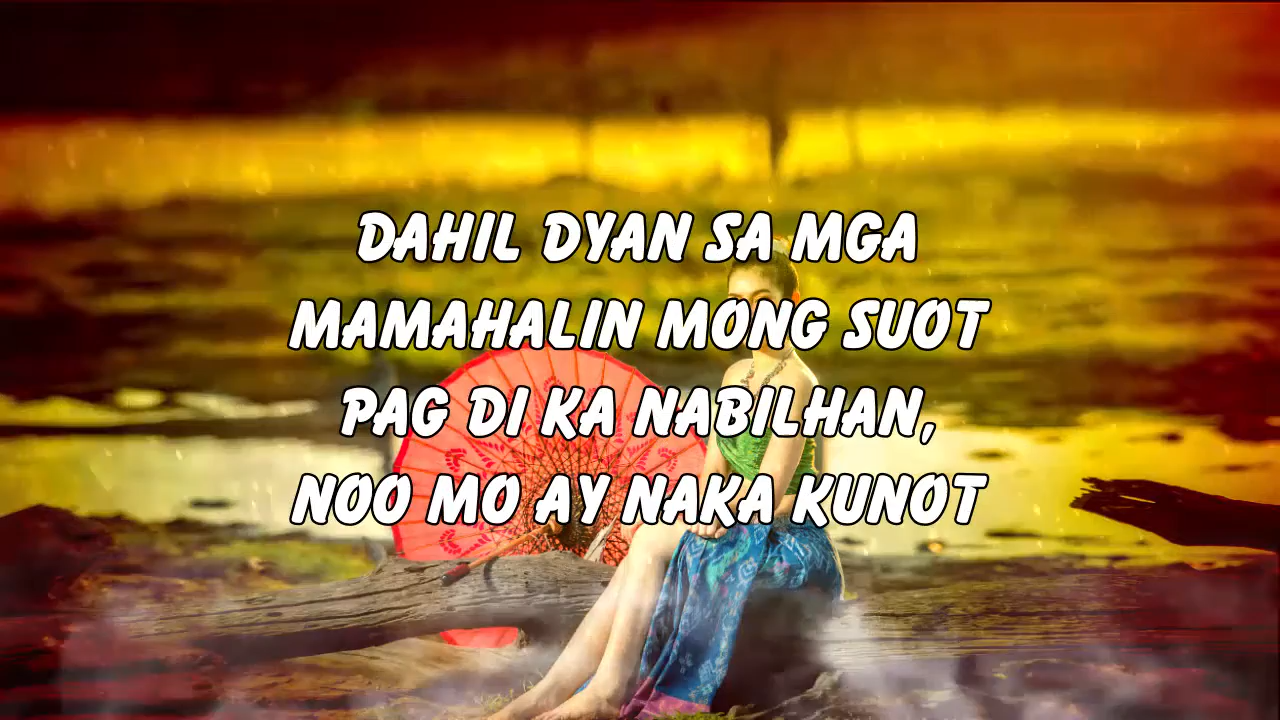 DAHIL DYAN SA MGA
MAMAHALIN MONG SUOT
PAG DI KA NABILHAN,
NOO MO AY NAKA KUNOT